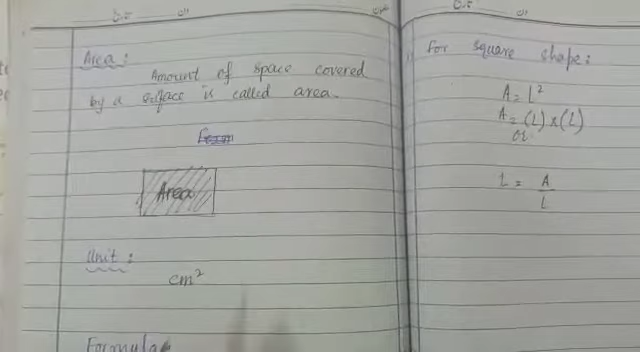 Area:
Amount of space covered
by a surface is called area.
Area
Unit:
cm²
Formula
For square shape:
A = L²
A = (L) × (L)
or
L = A
L